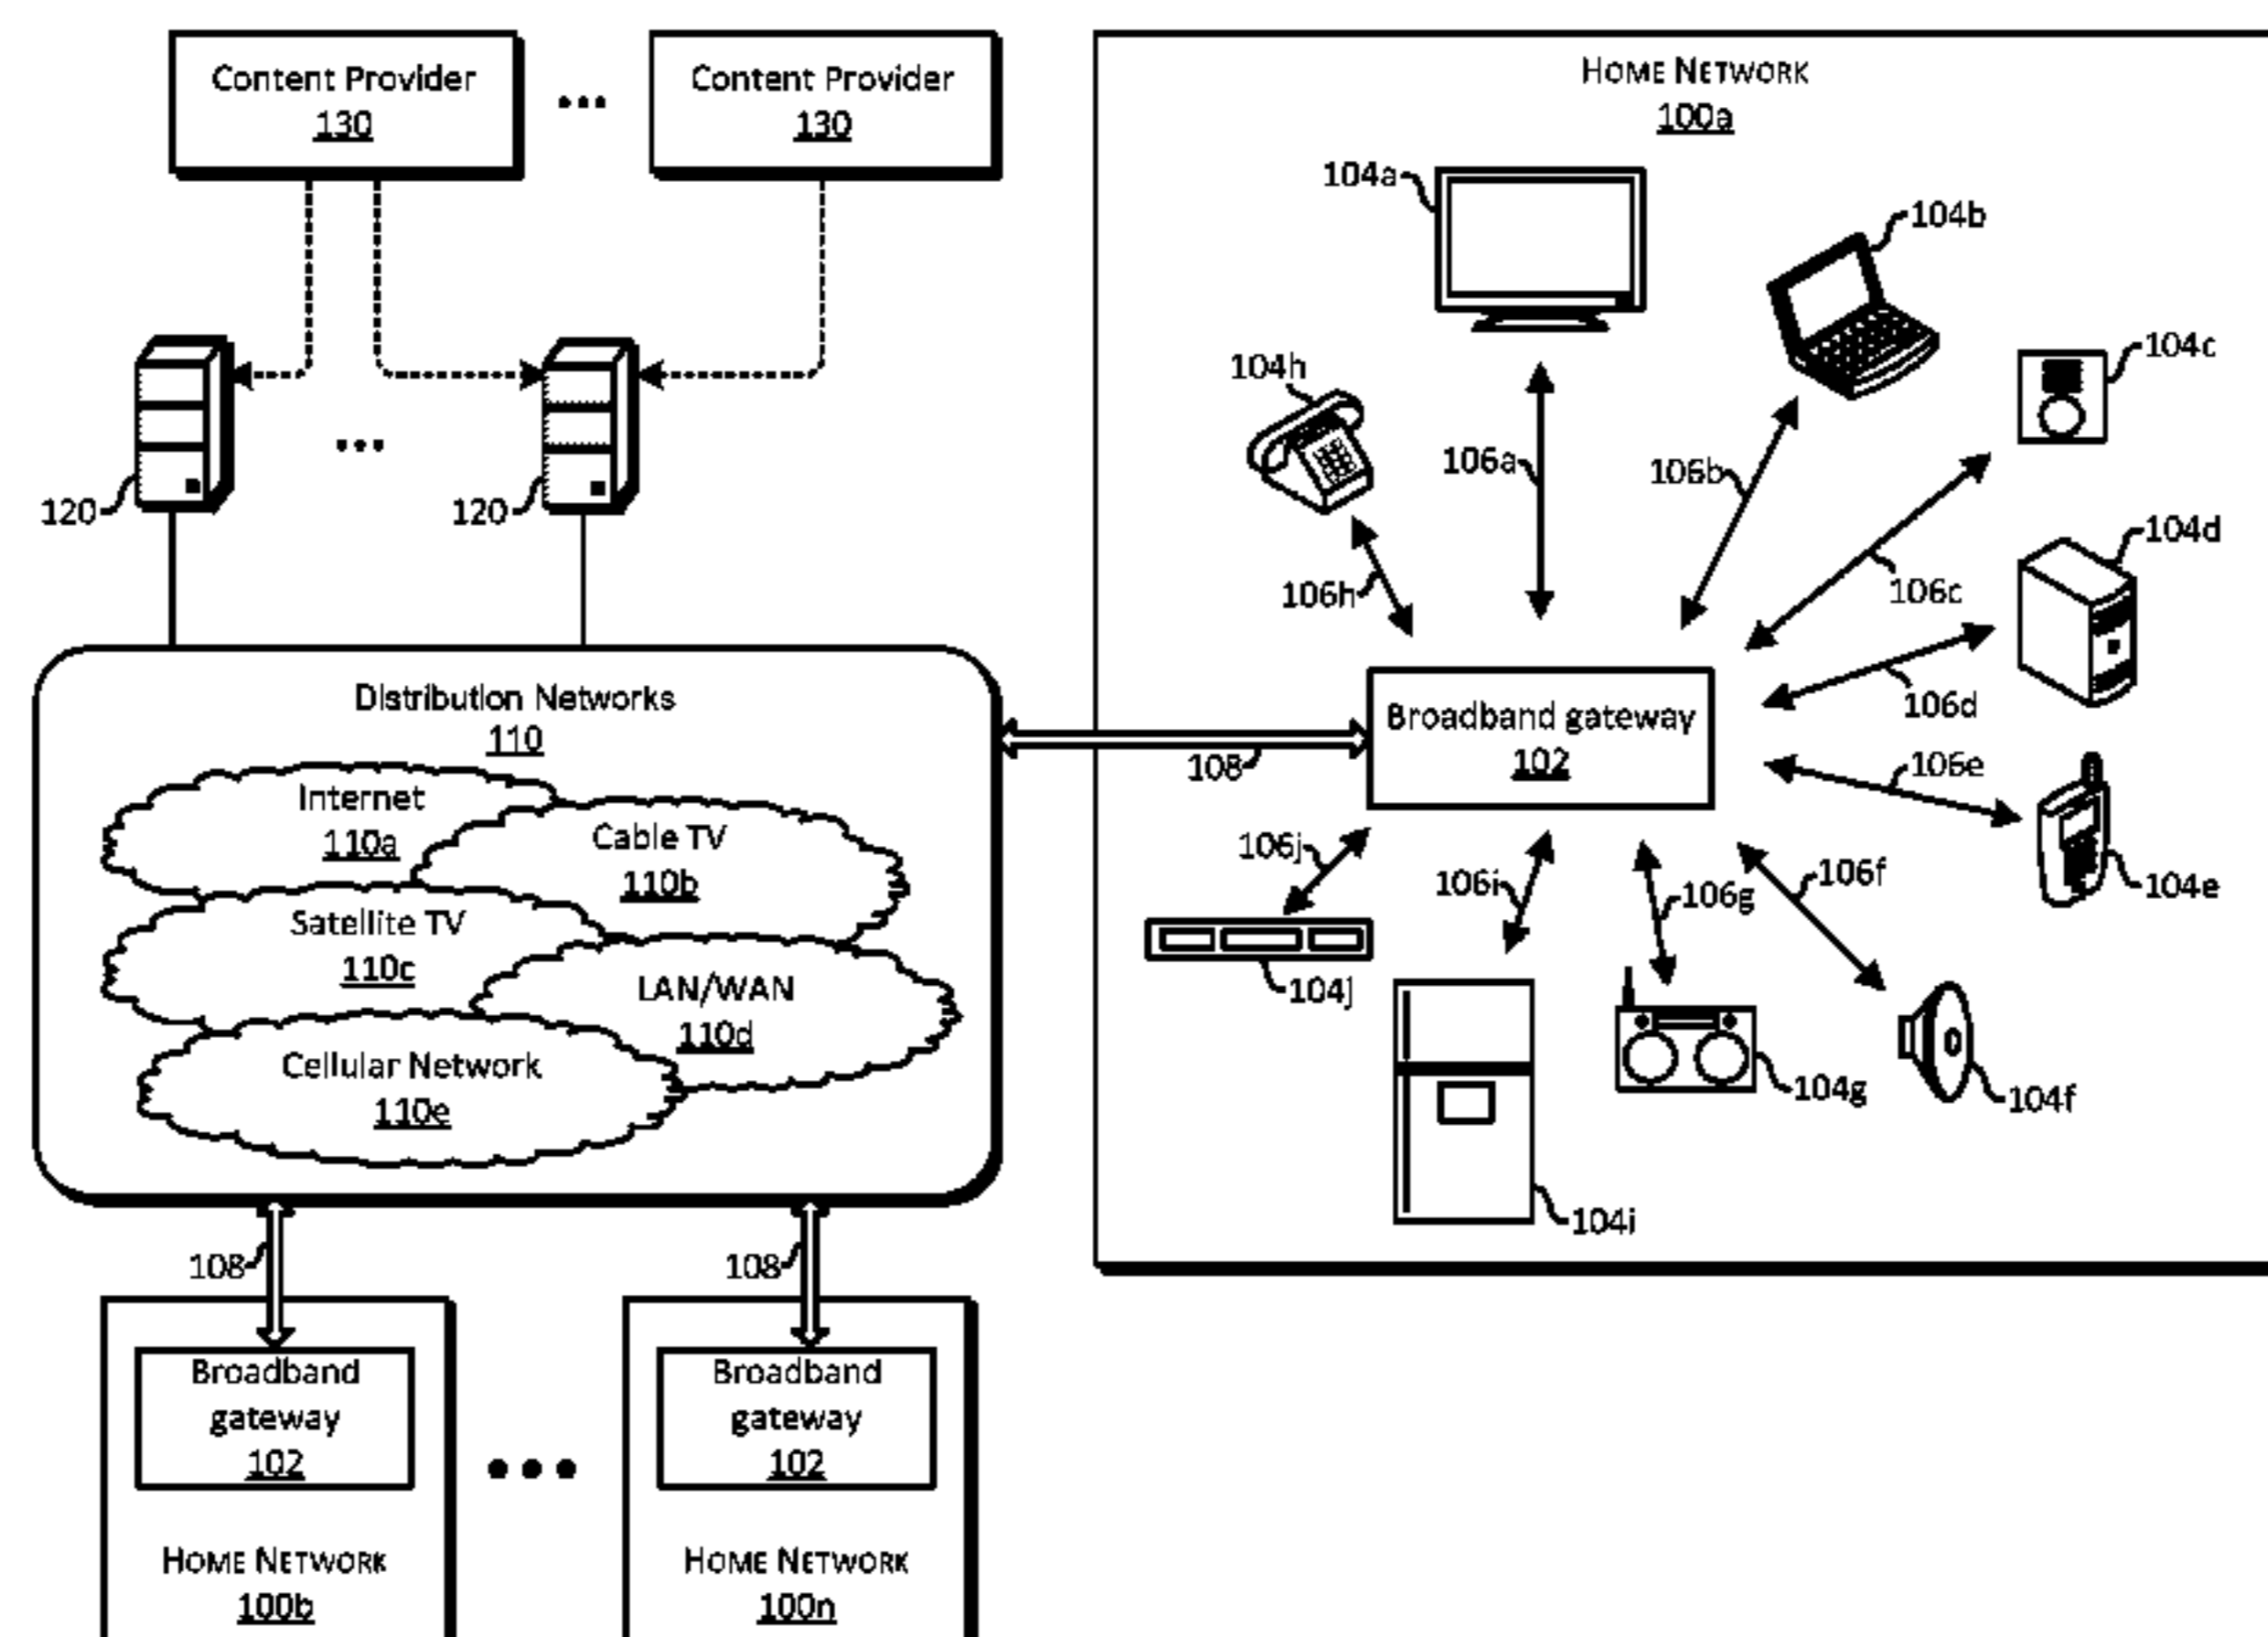 Content Provider
130
...
Content Provider
130
HOME NETWORK
100a
104a
104b
104c
104h
106a
106b
104d
120
...
120
106h
106c
106d
Distribution Networks
110
Broadband gateway
102
108
106e
Internet
110a
Cable TV
110b
106j
106i
106g
106f
104e
Satellite TV
110c
LAN/WAN
110d
104j
Cellular Network
110e
104g
104f
104i
108
108
Broadband
gateway
102
HOME NETWORK
100b
...
Broadband
gateway
102
HOME NETWORK
100n